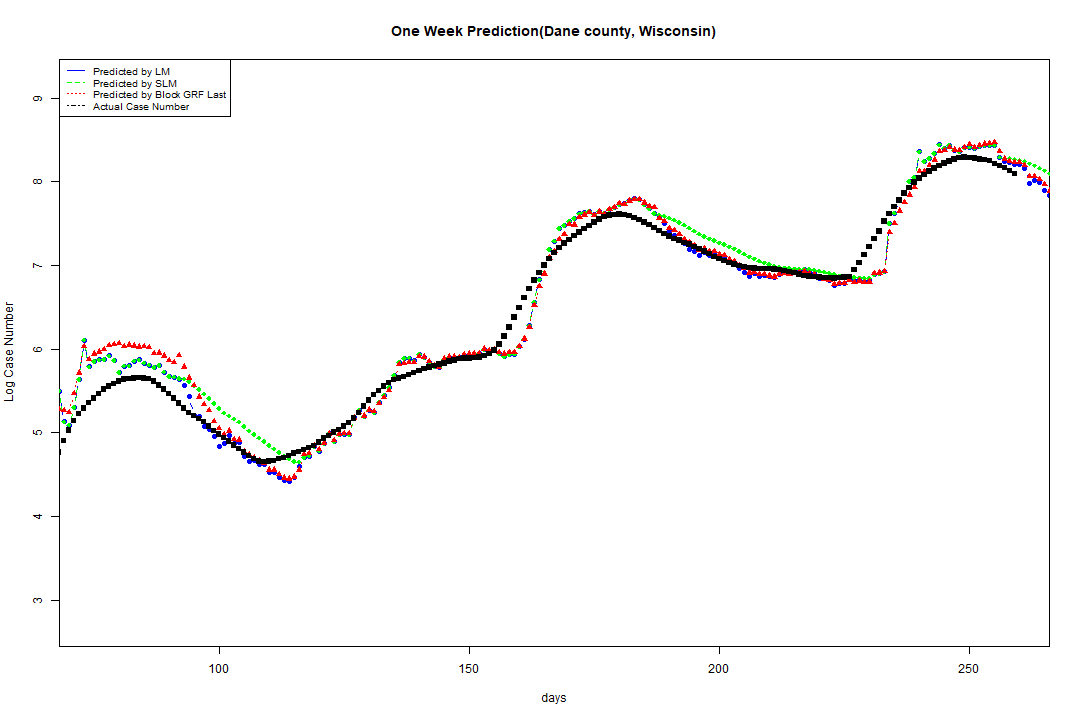 One Week Prediction(Dane county, Wisconsin)
Predicted by LM
Predicted by SLM
Predicted by Block GRF Last
Actual Case Number
9
8
7
6
5
4
3
Log Case Number
100
150
200
250
days